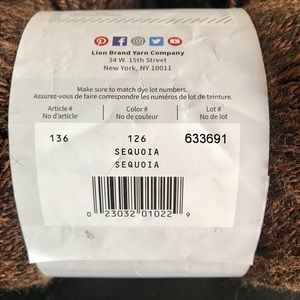 Lion Brand Yarn Company
34 W. 15th Street
New York, NY 10011
Make sure to match dye lot numbers.
Assurez-vous de faire correspondre les numéros de lot de teinture.
Article # Color # Lot #
No d'article No de couleur No de lot
136 126 633691
SEQUOIA
SEQUOIA
0 23032 01022 9